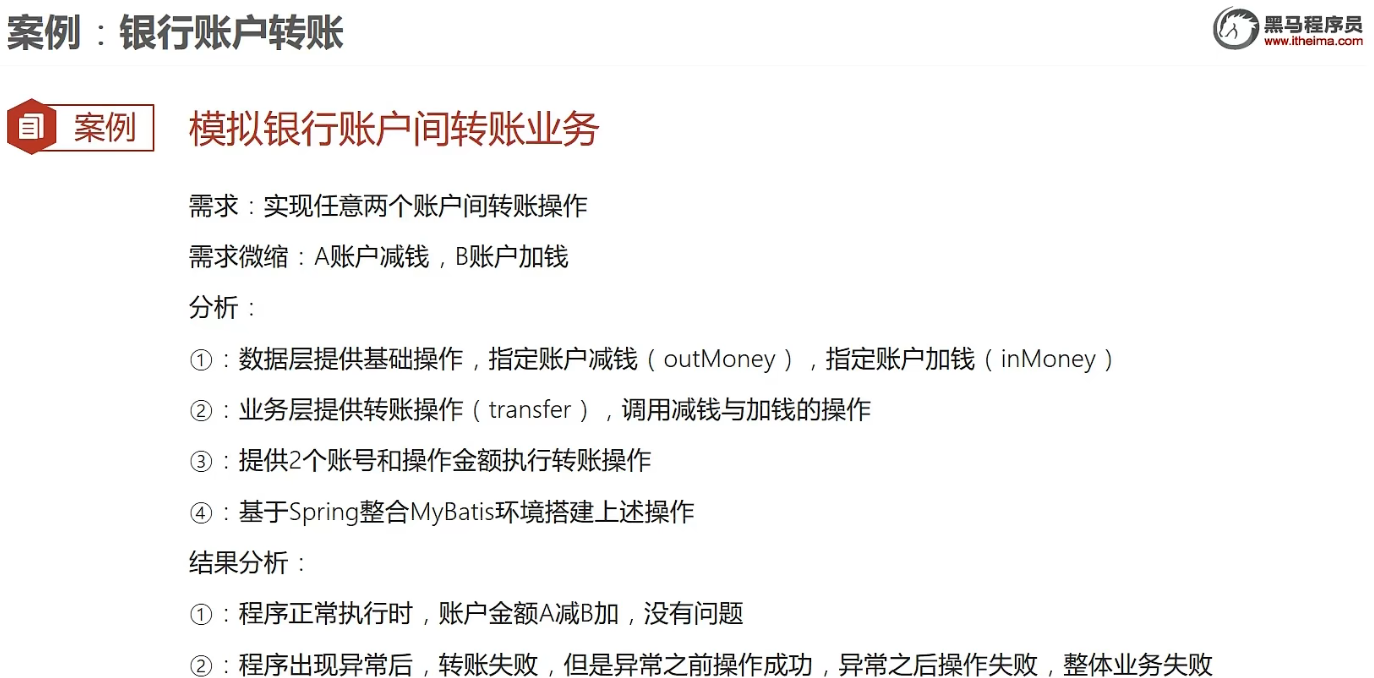 案例：银行账户转账
黑马程序员
www.itheima.com
案例
模拟银行账户间转账业务
需求：实现任意两个账户间转账操作
需求微缩：A账户减钱，B账户加钱
分析：
①：数据层提供基础操作，指定账户减钱（outMoney），指定账户加钱（inMoney）
②：业务层提供转账操作（transfer），调用减钱与加钱的操作
③：提供2个账号和操作金额执行转账操作
④：基于Spring整合MyBatis环境搭建上述操作
结果分析：
①：程序正常执行时，账户金额A减B加，没有问题
②：程序出现异常后，转账失败，但是异常之前操作成功，异常之后操作失败，整体业务失败